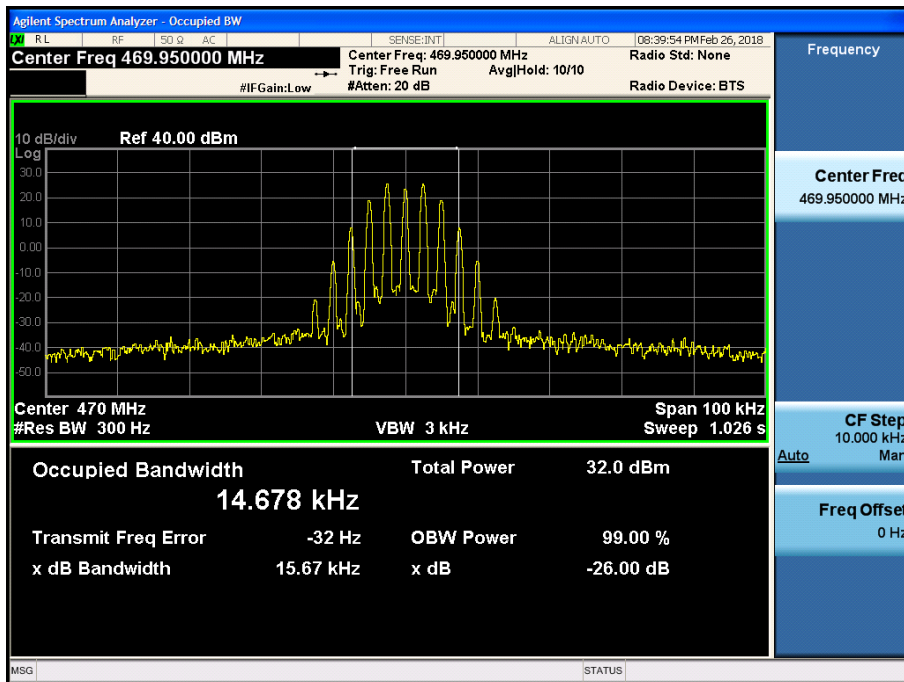 Agilent Spectrum Analyzer - Occupied BW
LXI RL RF 50 Ω AC SENSE:INT ALIGN AUTO 08:39:54 PM Feb 26, 2018
Center Freq 469.950000 MHz
Center Freq: 469.950000 MHz
Radio Std: None
Trig: Free Run Avg|Hold: 10/10
#IFGain:Low #Atten: 20 dB Radio Device: BTS
10 dB/div Ref 40.00 dBm
Log
30.0
20.0
10.0
0.00
-10.0
-20.0
-30.0
-40.0
-50.0
Center 470 MHz Span 100 kHz
#Res BW 300 Hz VBW 3 kHz Sweep 1.026 s
Occupied Bandwidth Total Power 32.0 dBm
14.678 kHz
Transmit Freq Error -32 Hz OBW Power 99.00 %
x dB Bandwidth 15.67 kHz x dB -26.00 dB
MSG STATUS
Frequency
Center Freq
469.950000 MHz
CF Step
10.000 kHz
Auto Man
Freq Offset
0 Hz